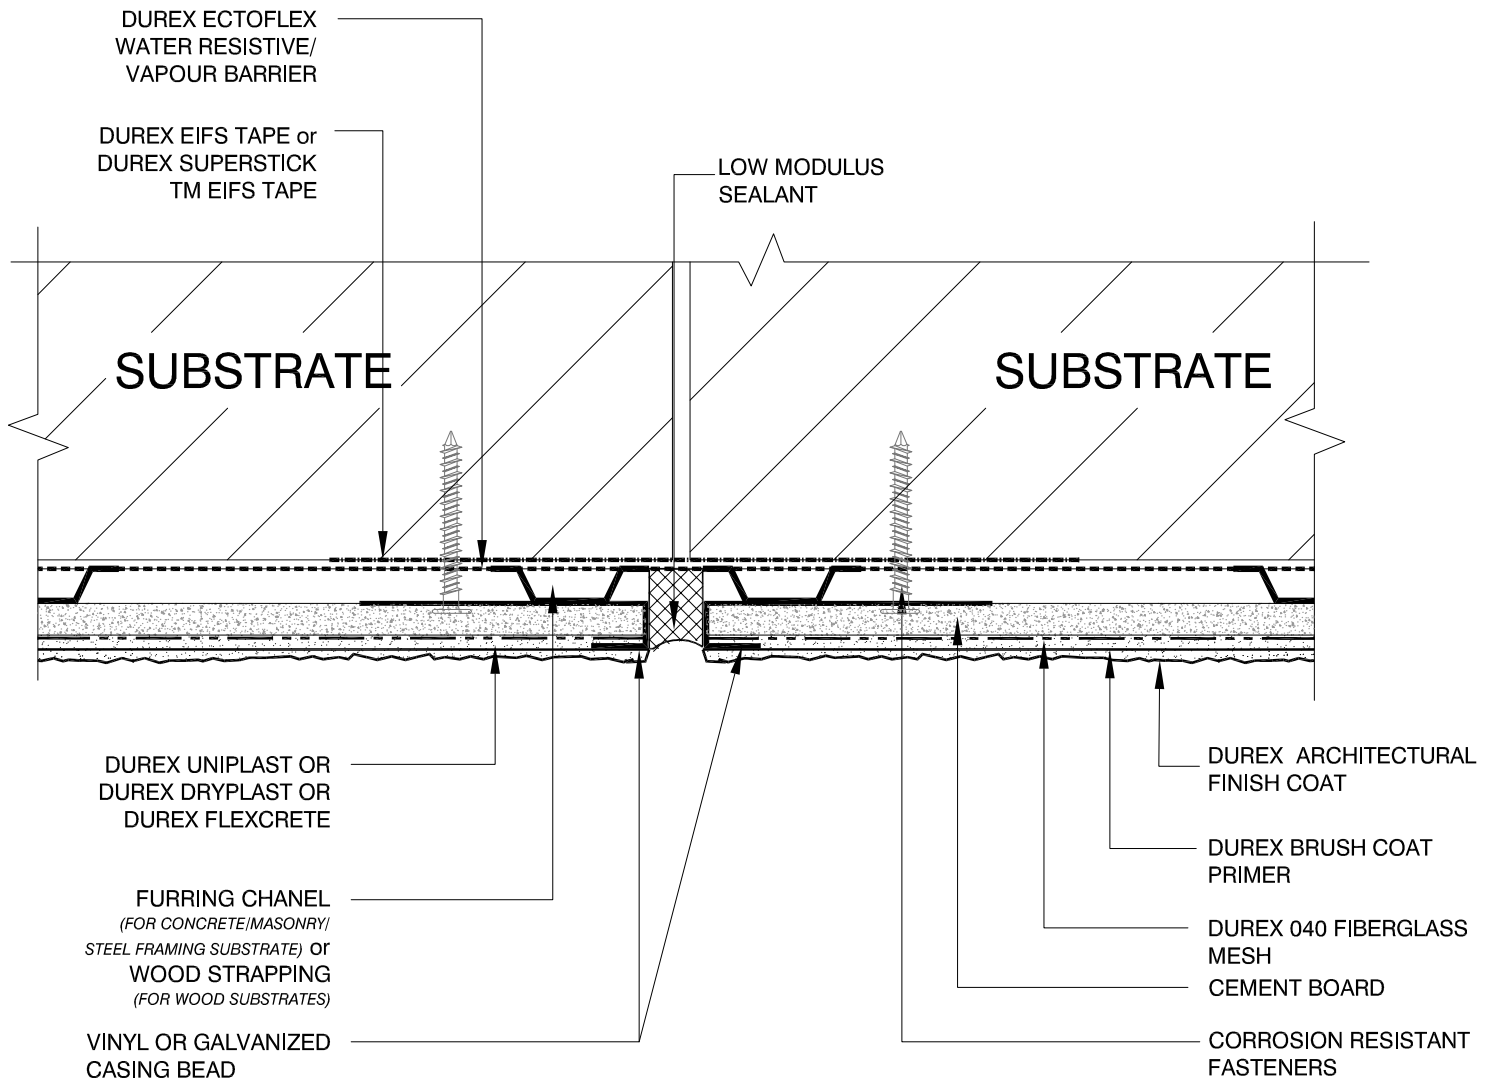 DUREX ECTOFLEX
WATER RESISTIVE/
VAPOUR BARRIER
DUREX EIFS TAPE or
DUREX SUPERSTICK
TM EIFS TAPE
LOW MODULUS
SEALANT
SUBSTRATE
SUBSTRATE
DUREX UNIPLAST OR
DUREX DRYPLAST OR
DUREX FLEXCRETE
FURRING CHANEL
(FOR CONCRETE/MASONRY/
STEEL FRAMING SUBSTRATE) or
WOOD STRAPPING
(FOR WOOD SUBSTRATES)
VINYL OR GALVANIZED
CASING BEAD
DUREX ARCHITECTURAL
FINISH COAT
DUREX BRUSH COAT
PRIMER
DUREX 040 FIBERGLASS
MESH
CEMENT BOARD
CORROSION RESISTANT
FASTENERS